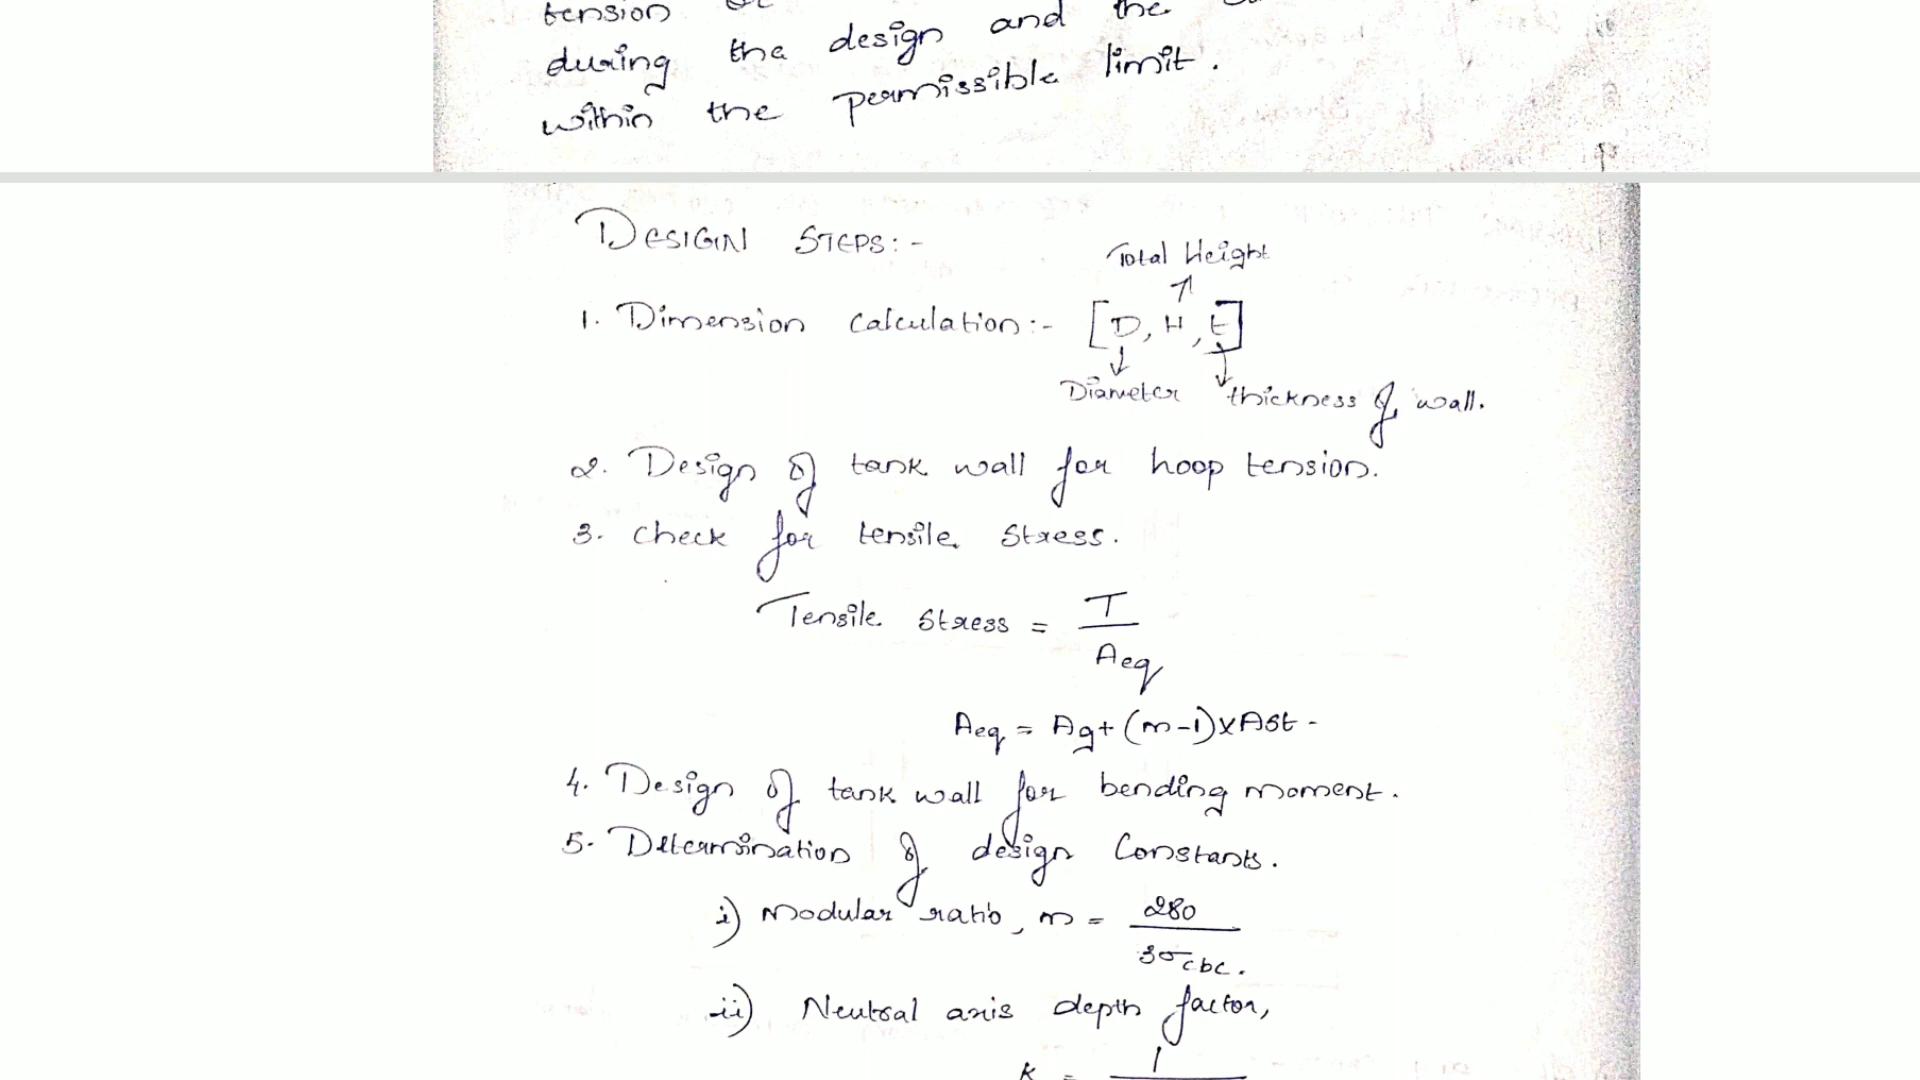 tension
during the design and the
within the permissible limit.
DESIGN STEPS:-
Total Height
↑
1. Dimension calculation:- [D, H, t]
↓ ↓
Diameter thickness of wall.
2. Design of tank wall for hoop tension.
3. check for tensile stress.
Tensile stress = T / Aeq
Aeq = Ag + (m-1) x Ast -
4. Design of tank wall for bending moment.
5. Determination of design Constants.
i) Modular ratio, m = 280 / 3σcbc.
ii) Neutral axis depth factor,
k = 1